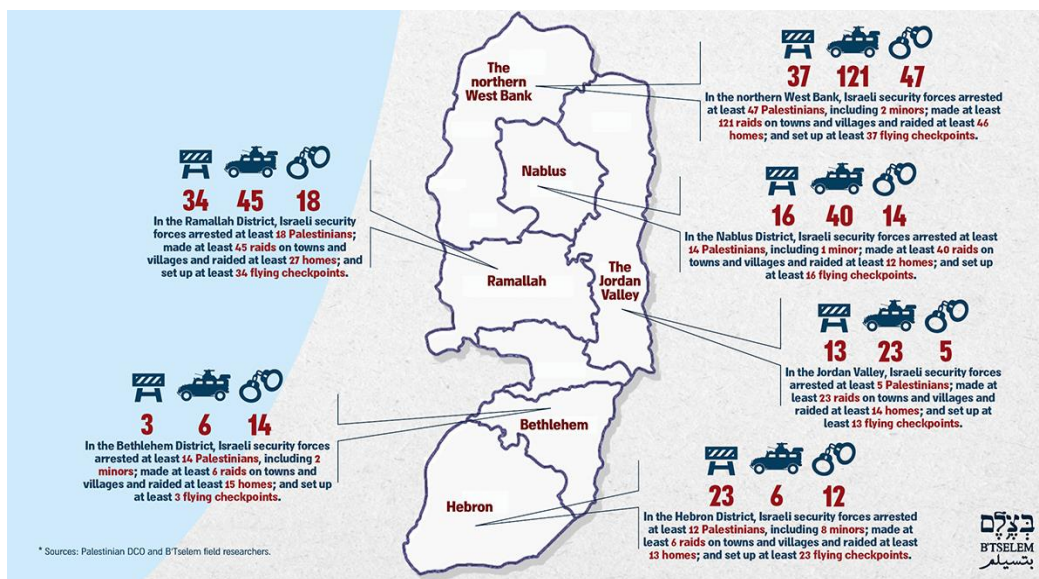 The
northern
West Bank
37 121 47
In the northern West Bank, Israeli security forces arrested
at least 47 Palestinians, including 2 minors; made at least
121 raids on towns and villages and raided at least 46
homes; and set up at least 37 flying checkpoints.
34 45 18
In the Ramallah District, Israeli security
forces arrested at least 18 Palestinians;
made at least 45 raids on towns and
villages and raided at least 27 homes; and
set up at least 34 flying checkpoints.
Nablus
16 40 14
In the Nablus District, Israeli security forces arrested at least
14 Palestinians, including 1 minor; made at least 40 raids on
towns and villages and raided at least 12 homes; and set up
at least 16 flying checkpoints.
Ramallah
The
Jordan
Valley
13 23 5
In the Jordan Valley, Israeli security forces
arrested at least 5 Palestinians; made at
least 23 raids on towns and villages and
raided at least 14 homes; and set up at least
13 flying checkpoints.
3 6 14
In the Bethlehem District, Israeli security forces
arrested at least 14 Palestinians, including 2
minors; made at least 6 raids on towns and
villages and raided at least 15 homes; and set up
at least 3 flying checkpoints.
Bethlehem
Hebron
23 6 12
In the Hebron District, Israeli security forces arrested
at least 12 Palestinians, including 8 minors; made at
least 6 raids on towns and villages and raided at least
13 homes; and set up at least 23 flying checkpoints.
* Sources: Palestinian DCO and B'Tselem field researchers.
בצלם
B'TSELEM
بتسيلم